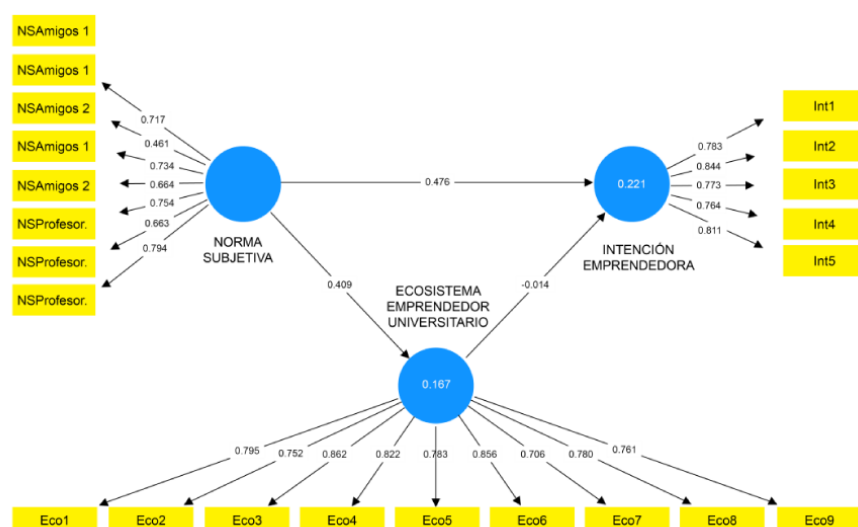 NSAmigos 1
NSAmigos 1
NSAmigos 2
NSAmigos 1
NSAmigos 2
NSProfesor.
NSProfesor.
NSProfesor.
0.717
0.461
0.734
0.664
0.754
0.663
0.794
NORMA
SUBJETIVA
0.476
0.409
-0.014
0.221
INTENCIÓN
EMPRENDEDORA
0.783
0.844
0.773
0.764
0.811
Int1
Int2
Int3
Int4
Int5
ECOSISTEMA
EMPRENDEDOR
UNIVERSITARIO
0.167
0.795
0.752
0.862
0.822
0.783
0.856
0.706
0.780
0.761
Eco1
Eco2
Eco3
Eco4
Eco5
Eco6
Eco7
Eco8
Eco9